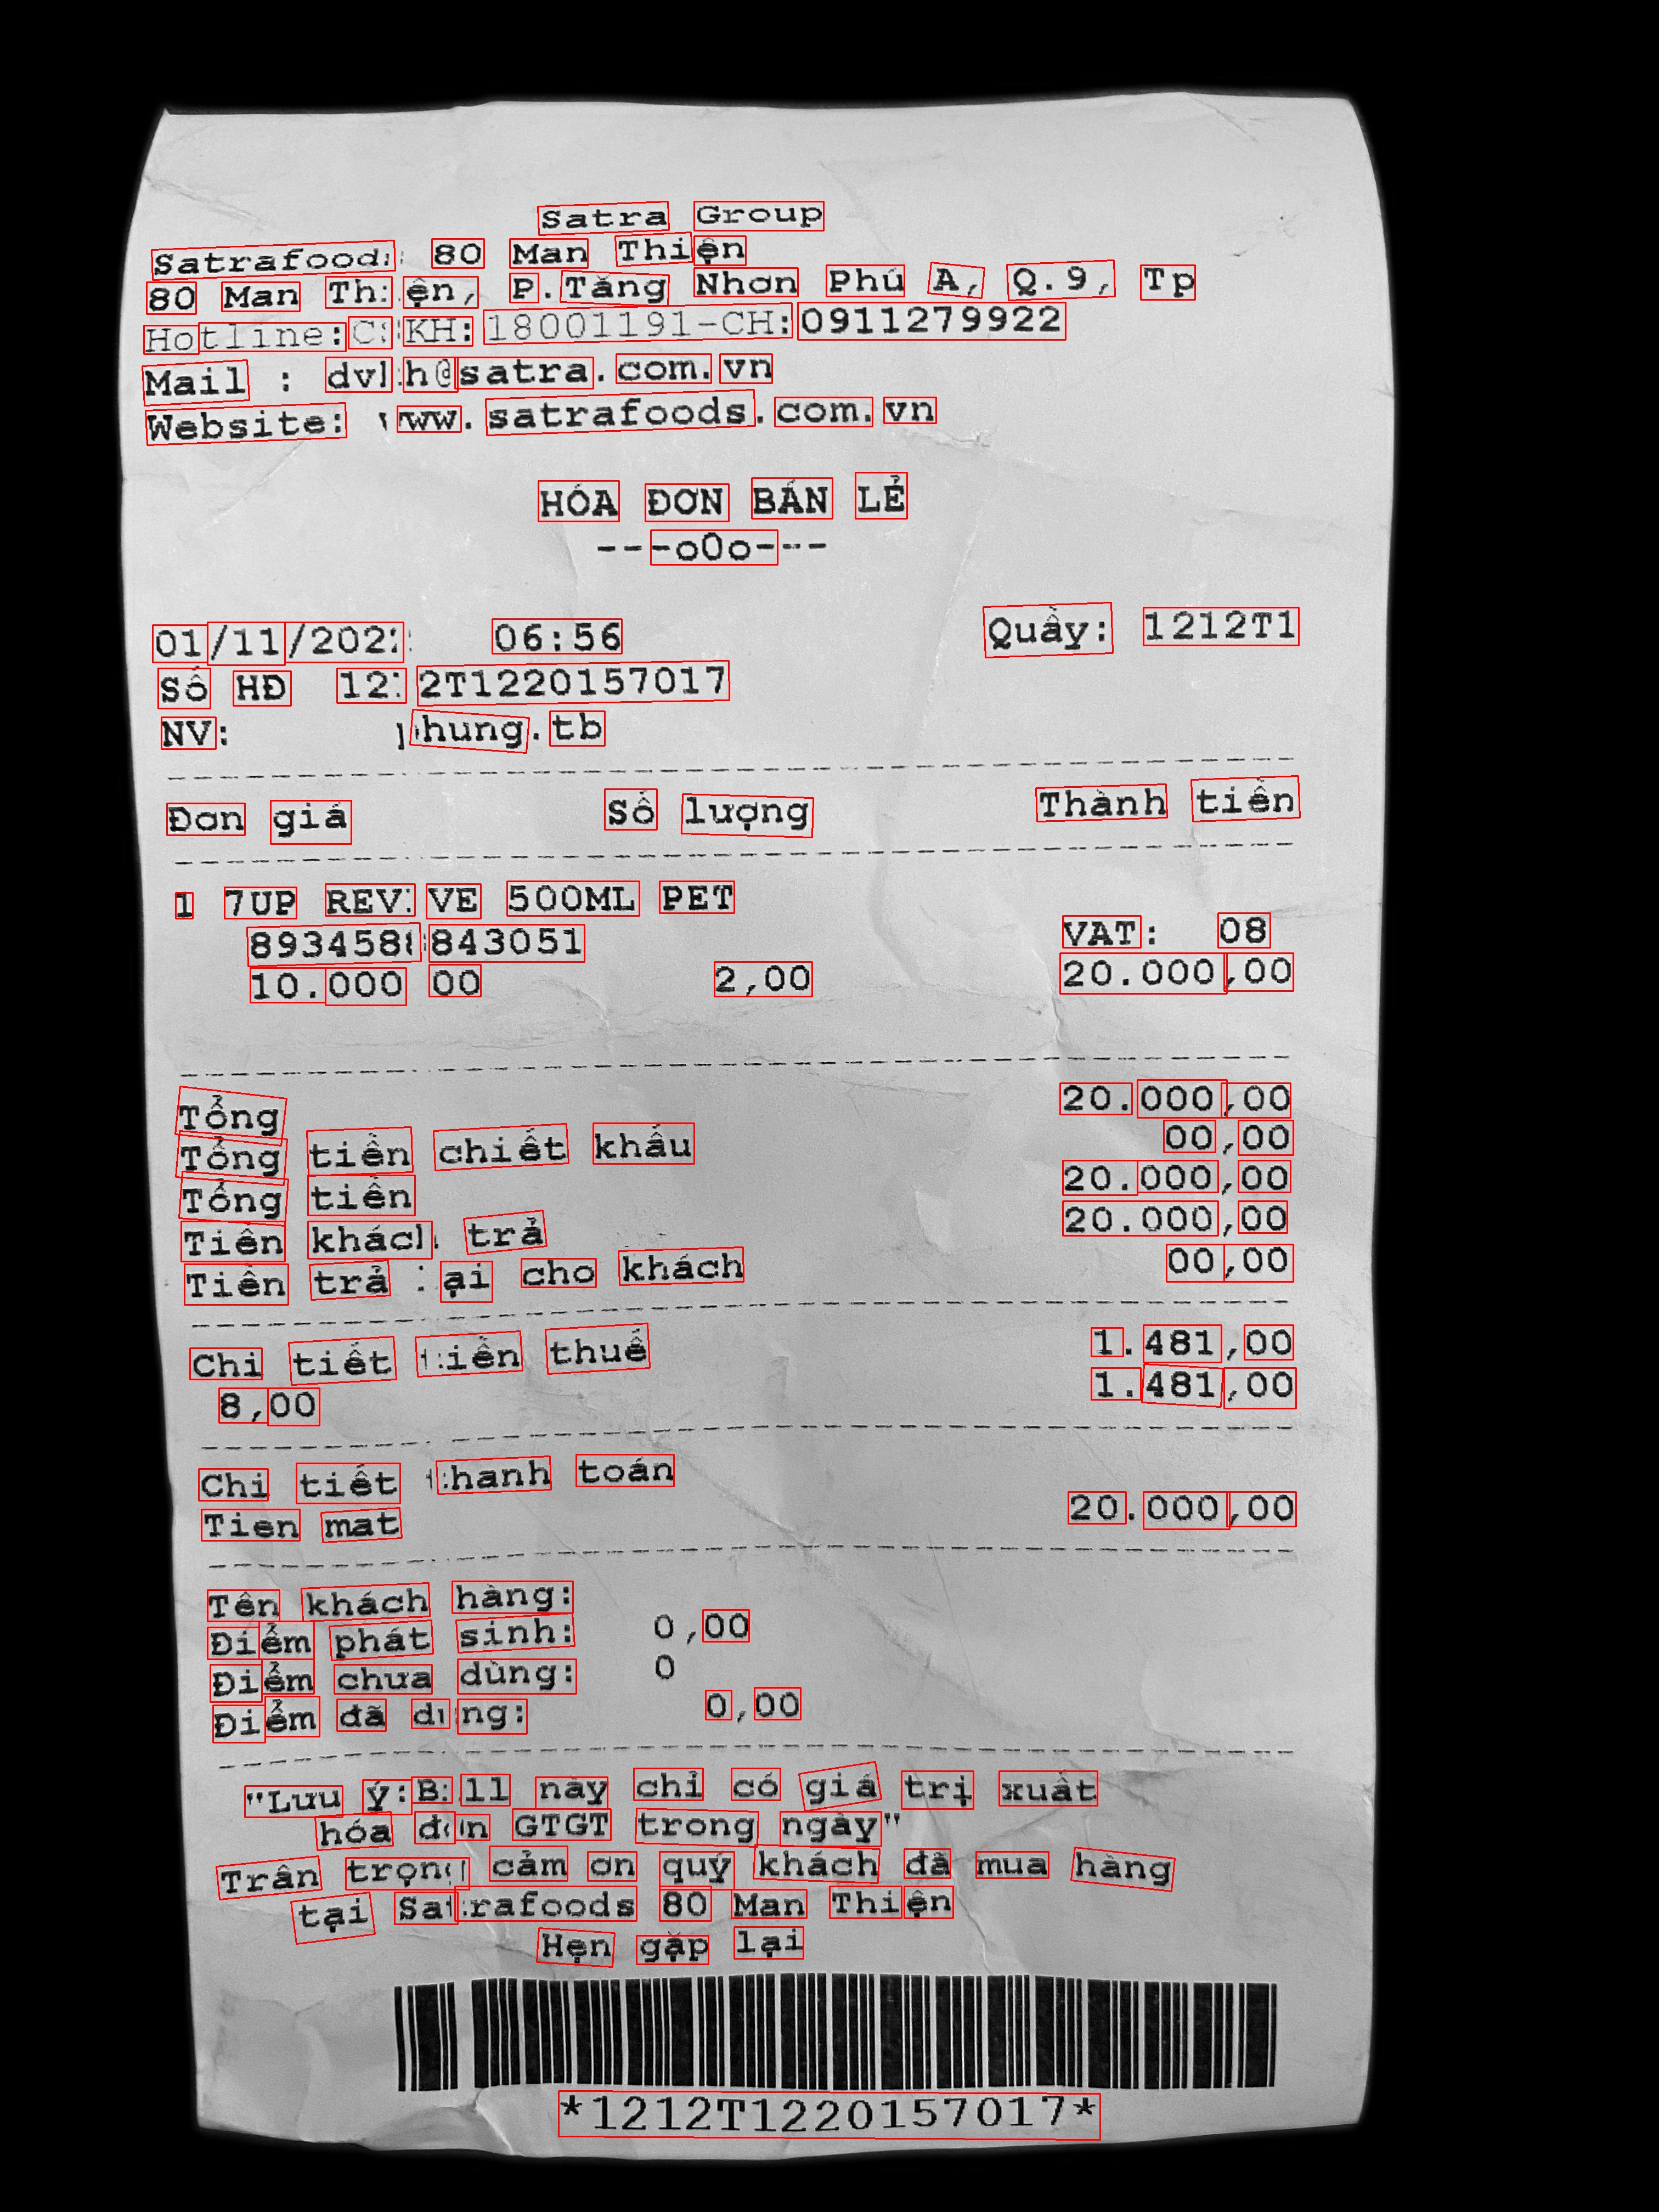 Satra Group
Satrafoods 80 Man Thiện
80 Man Thiện, P.Tăng Nhơn Phú A, Q.9, Tp
Hotline:CSKH: 18001191-CH:0911279922
Mail : dvkh@satra.com.vn
Website: www.satrafoods.com.vn
HÓA ĐƠN BÁN LẺ
---o0o---
01/11/2022 06:56 Quầy: 1212T1
Số HĐ 1212T1220157017
NV: phung.tb
Đơn giá Số lượng Thành tiền
1 7UP REVIVE 500ML PET
8934588843051 VAT: 08
10.000 00 2,00 20.000,00
Tổng 20.000,00
Tổng tiền chiết khấu 00,00
Tổng tiền 20.000,00
Tiền khách trả 20.000,00
Tiền trả lại cho khách 00,00
Chi tiết tiền thuế 1.481,00
8,00 1.481,00
Chi tiết thanh toán
Tien mat 20.000,00
Tên khách hàng:
Điểm phát sinh: 0,00
Điểm chưa dùng: 0
Điểm đã dùng: 0,00
"Lưu ý:Bill này chỉ có giá trị xuất
hóa đơn GTGT trong ngày"
Trân trọng cảm ơn quý khách đã mua hàng
tại Satrafoods 80 Man Thiện
Hẹn gặp lại
*1212T1220157017*